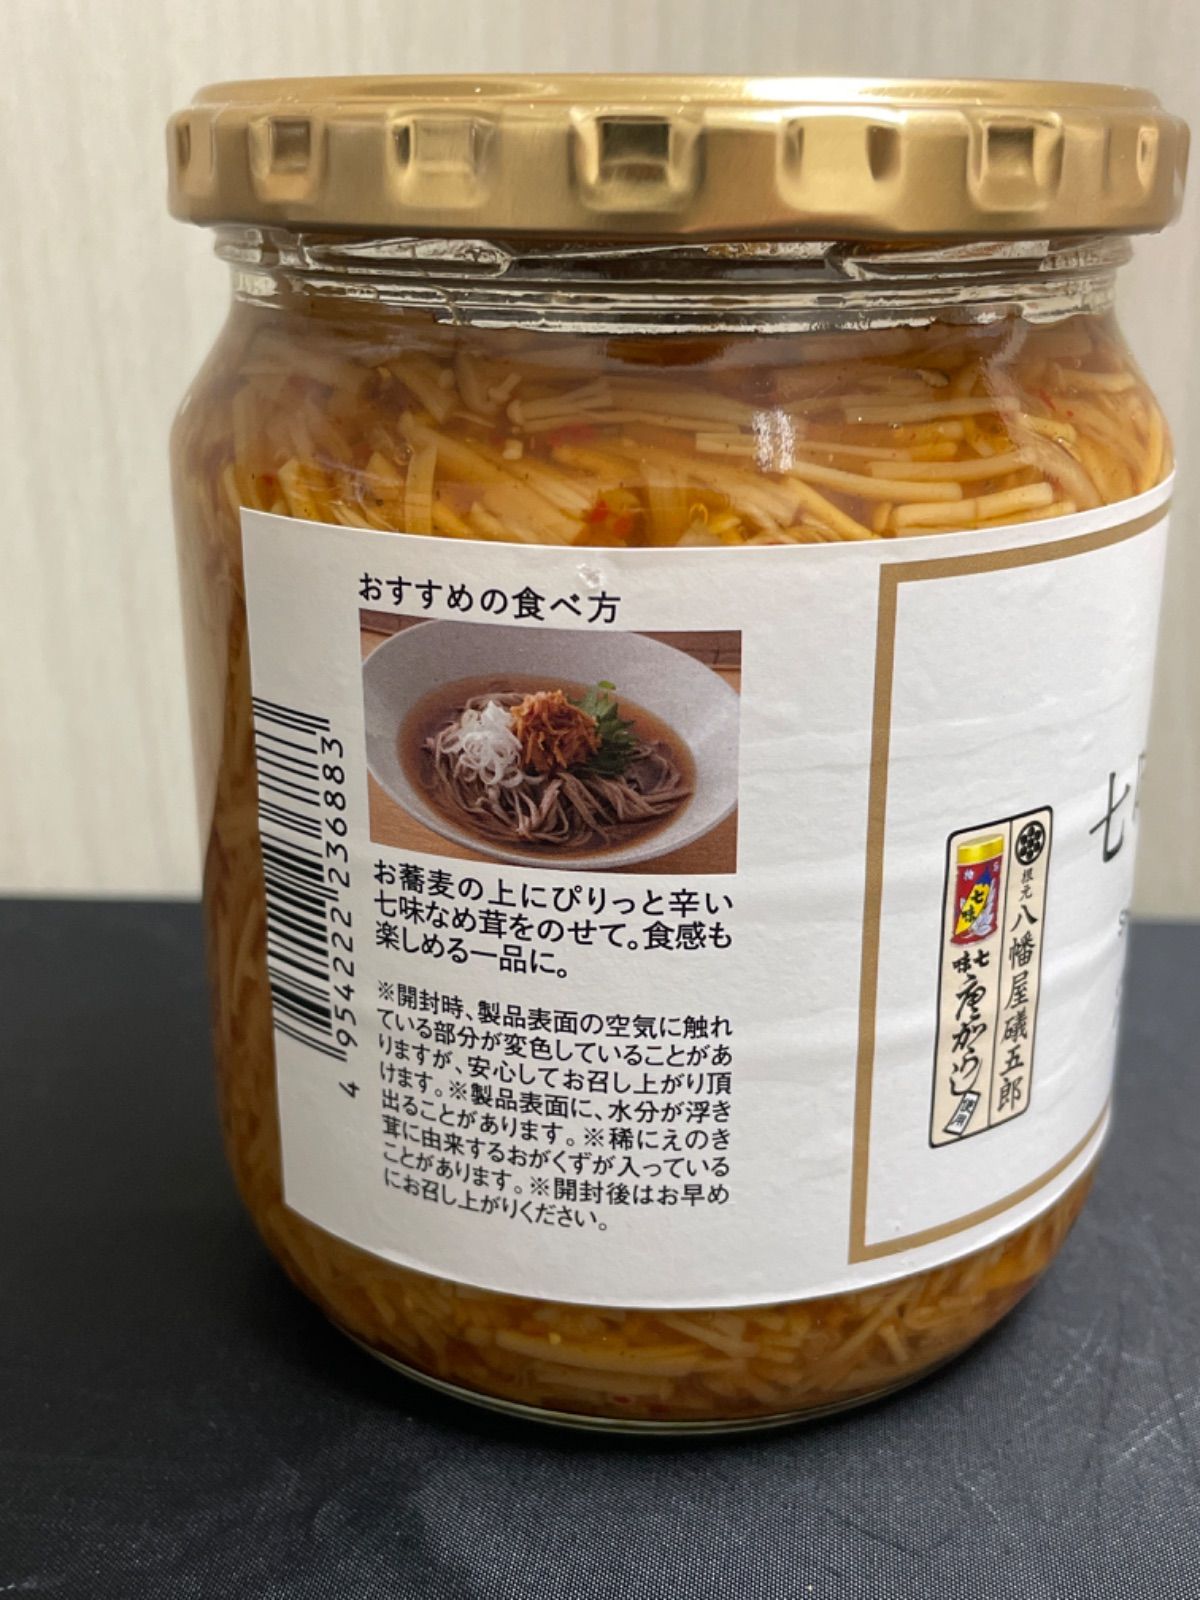 おすすめの食べ方
お蕎麦の上にぴりっと辛い
七味なめ茸をのせて。食感も
楽しめる一品に。
※開封時、製品表面の空気に触れ
ている部分が変色していることがあ
りますが、安心してお召し上がり頂
けます。※製品表面に、水分が浮き
出ることがあります。※稀にえのき
茸に由来するおがくずが入っている
ことがあります。※開封後はお早め
にお召し上がりください。
4 954222 236883
根元 八幡屋礒五郎
七味
七味唐がらし
使用
七